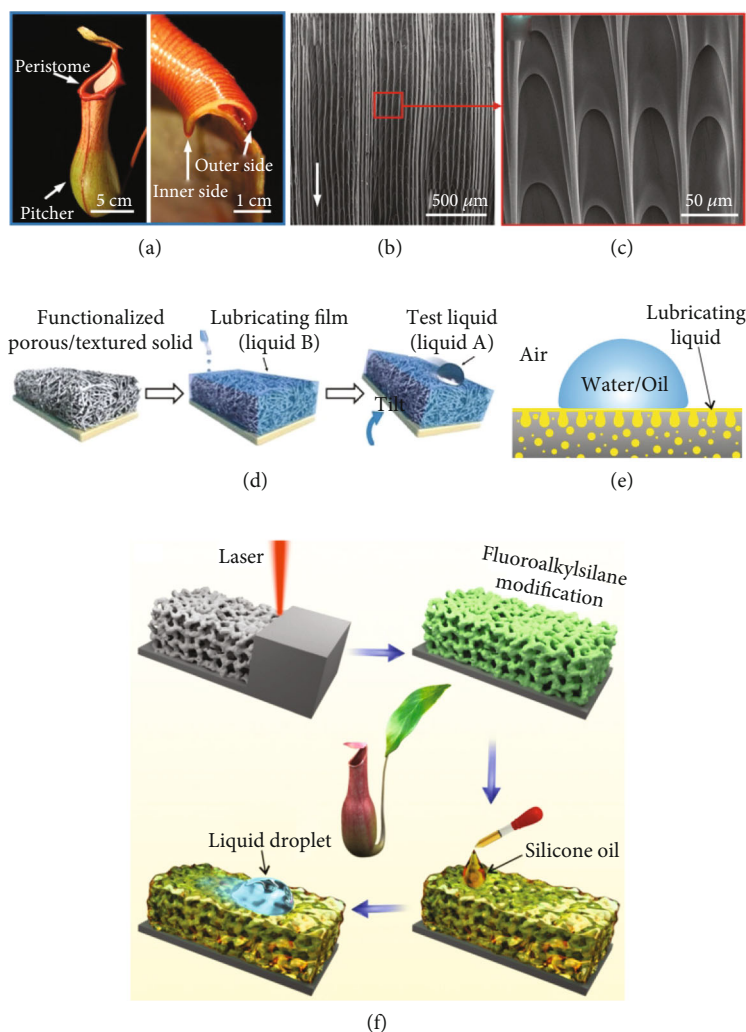 Peristome
Pitcher
5 cm
Outer side
Inner side
1 cm
500 μm
50 μm
(a)
(b)
(c)
Functionalized
porous/textured solid
Lubricating film
(liquid B)
Test liquid
(liquid A)
Tilt
Air
Lubricating
liquid
Water/Oil
(d)
(e)
Laser
Fluoroalkylsilane
modification
Liquid droplet
Silicone oil
(f)